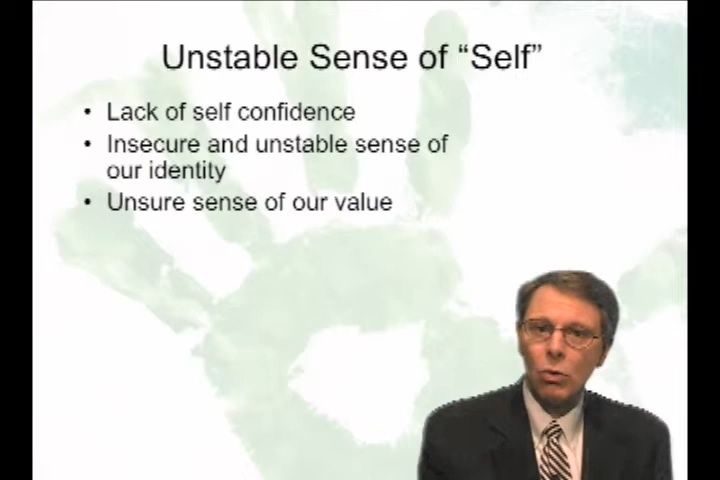 Unstable Sense of “Self”
• Lack of self confidence
• Insecure and unstable sense of
our identity
• Unsure sense of our value